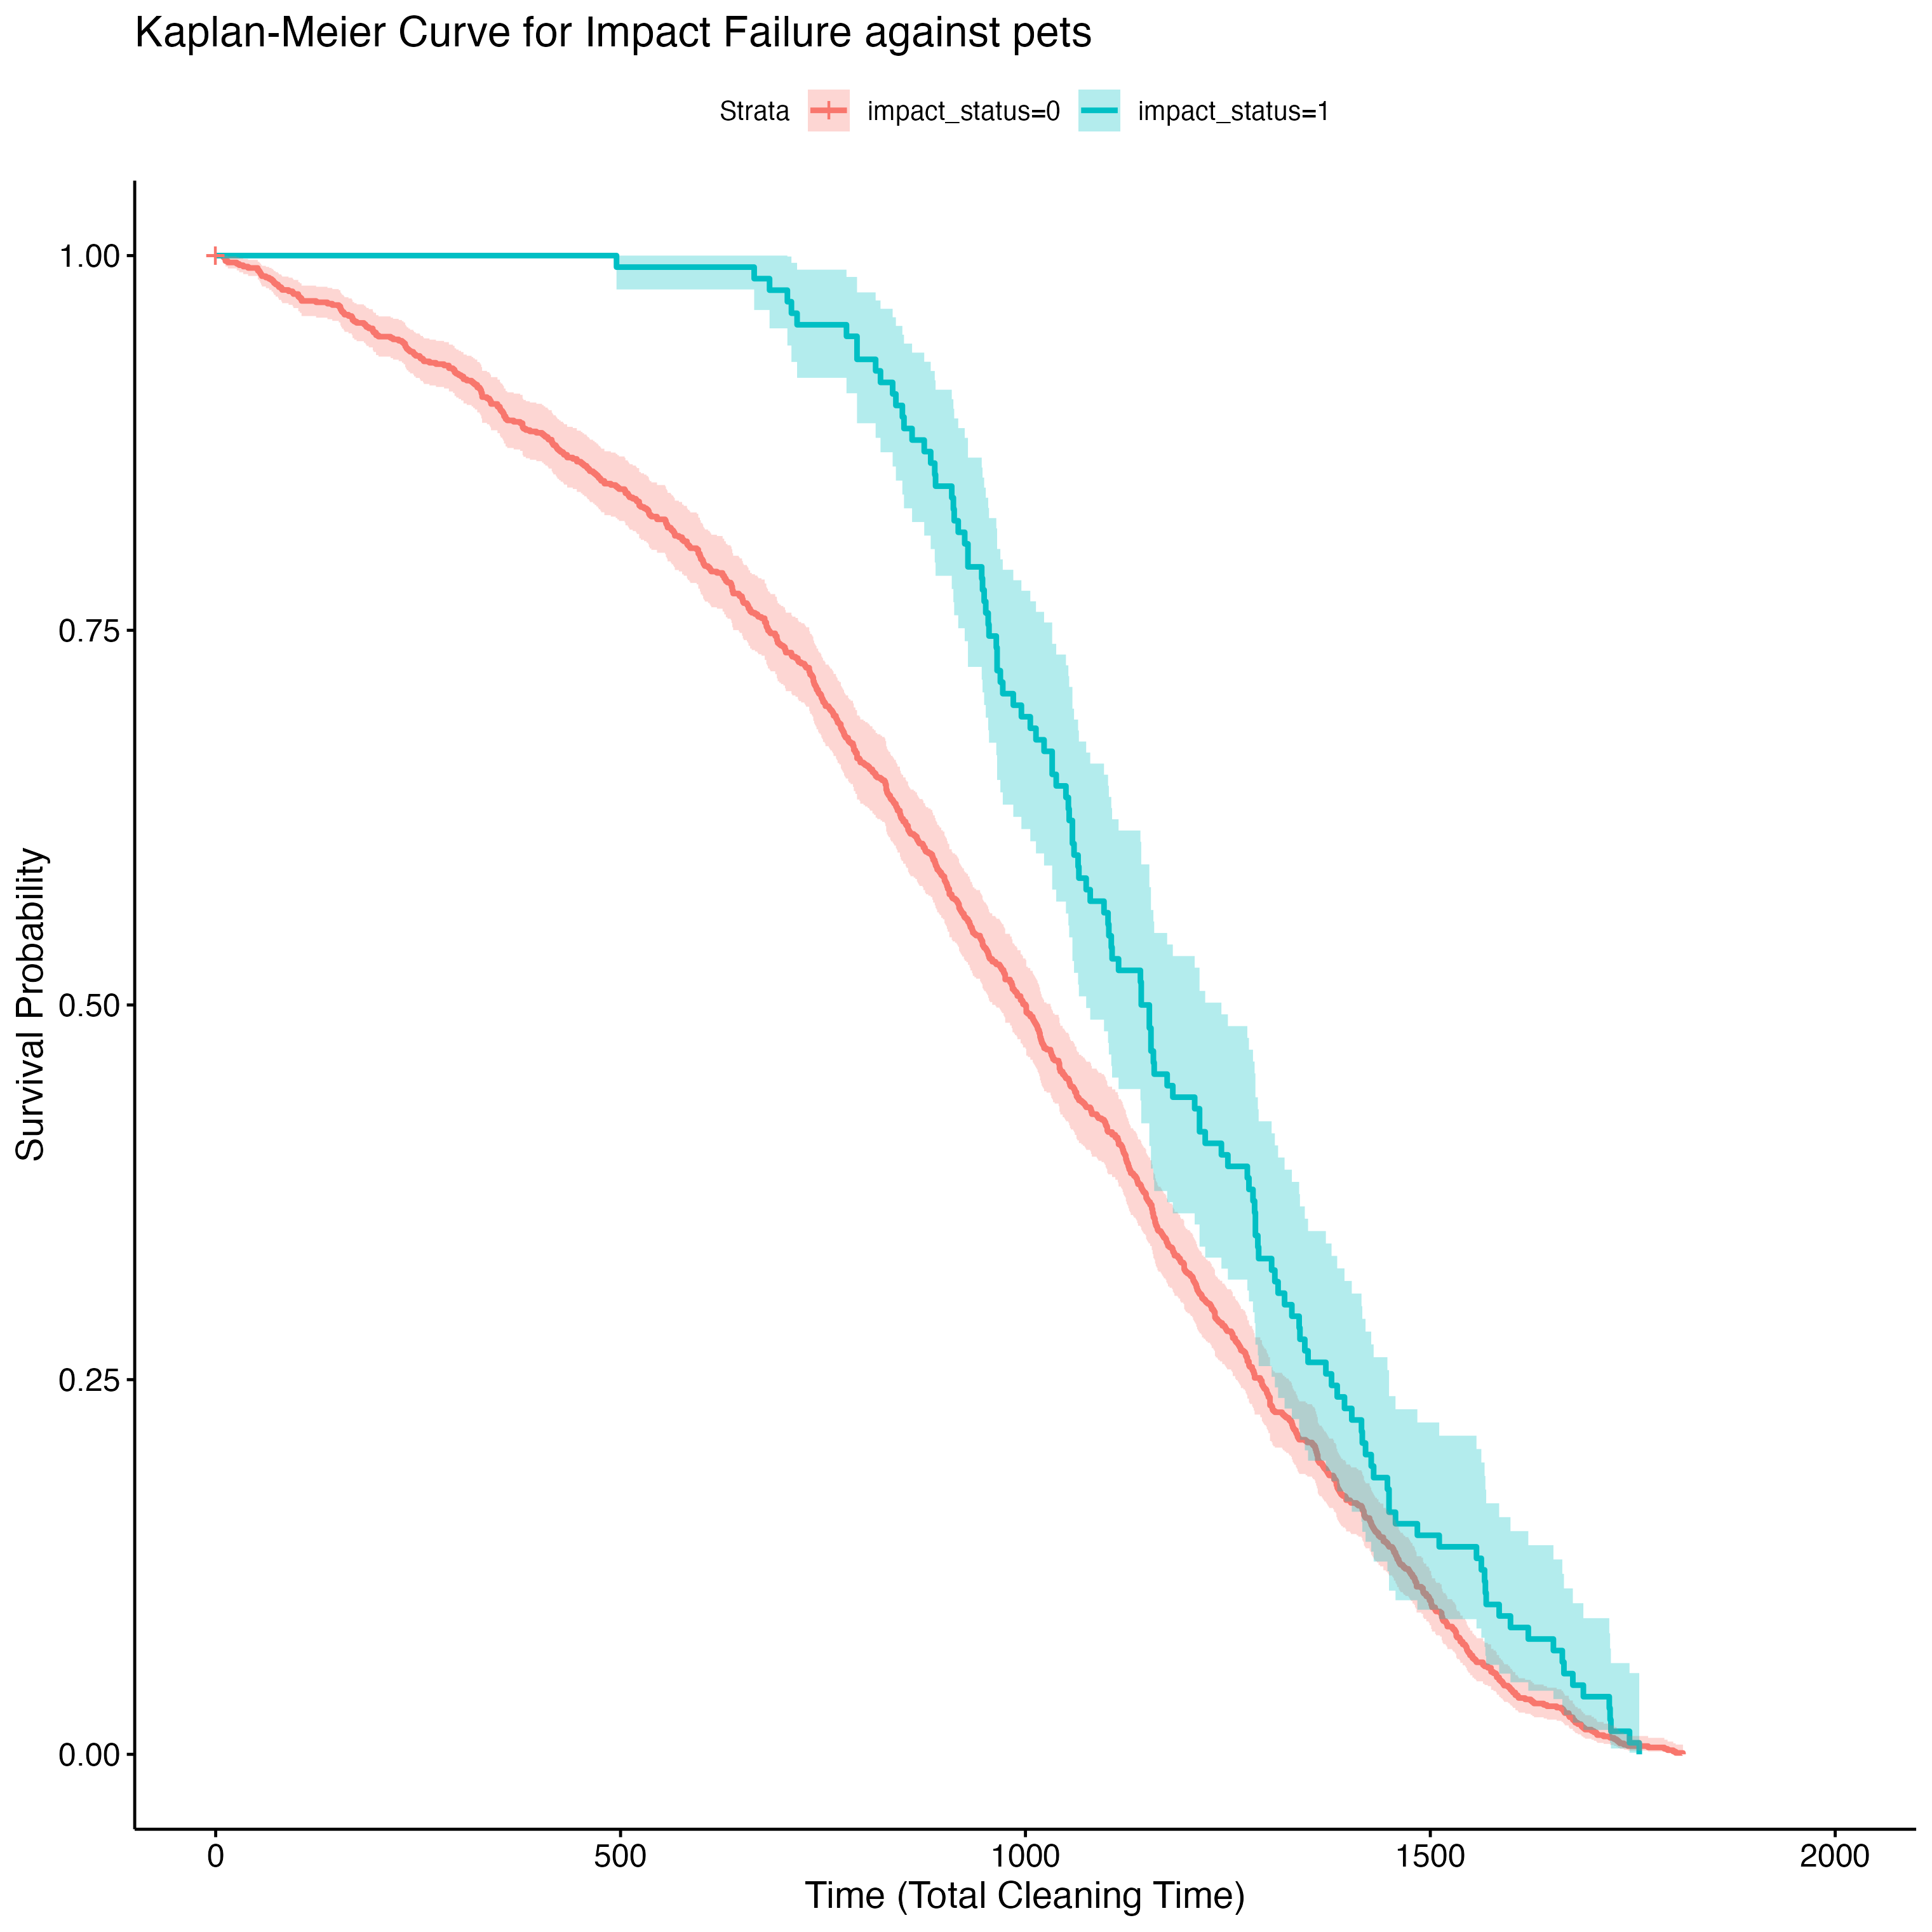 Kaplan-Meier Curve for Impact Failure against pets
Strata impact_status=0 impact_status=1
1.00
0.75
0.50
0.25
0.00
Survival Probability
0 500 1000 1500 2000
Time (Total Cleaning Time)